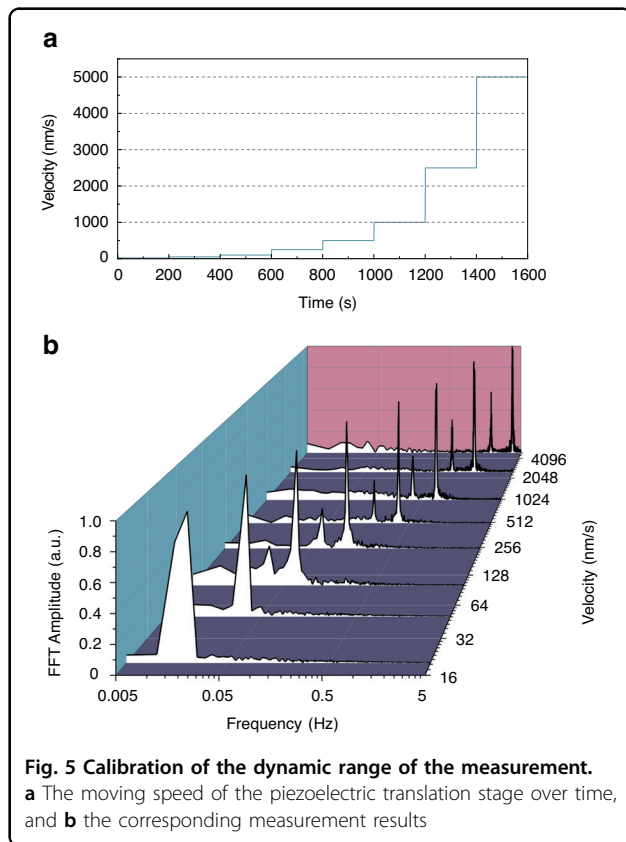 a
5000
4000
3000
2000
1000
0
Velocity (nm/s)
0 200 400 600 800 1000 1200 1400 1600
Time (s)
b
1.0
0.8
0.6
0.4
0.2
0
FFT Amplitude (a.u.)
0.005 0.05 0.5 5
Frequency (Hz)
4096
2048
1024
512
256
128
64
32
16
Velocity (nm/s)
Fig. 5 Calibration of the dynamic range of the measurement.
a The moving speed of the piezoelectric translation stage over time,
and b the corresponding measurement results